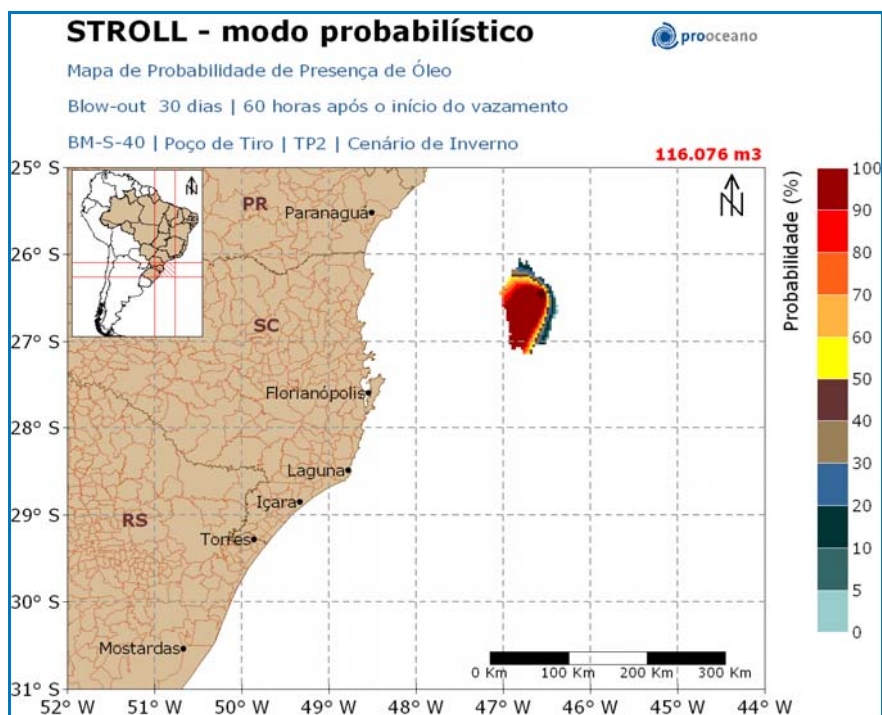 STROLL - modo probabilístico
prooceano
Mapa de Probabilidade de Presença de Óleo
Blow-out 30 dias | 60 horas após o início do vazamento
BM-S-40 | Poço de Tiro | TP2 | Cenário de Inverno
116.076 m3
25° S
26° S
27° S
28° S
29° S
30° S
31° S
N
N
PR
Paranaguá
SC
Florianópolis
Laguna
Içara
RS
Torres
Mostardas
0 Km 100 Km 200 Km 300 Km
52° W 51° W 50° W 49° W 48° W 47° W 46° W 45° W 44° W
Probabilidade (%)
100
90
80
70
60
50
40
30
20
10
5
0